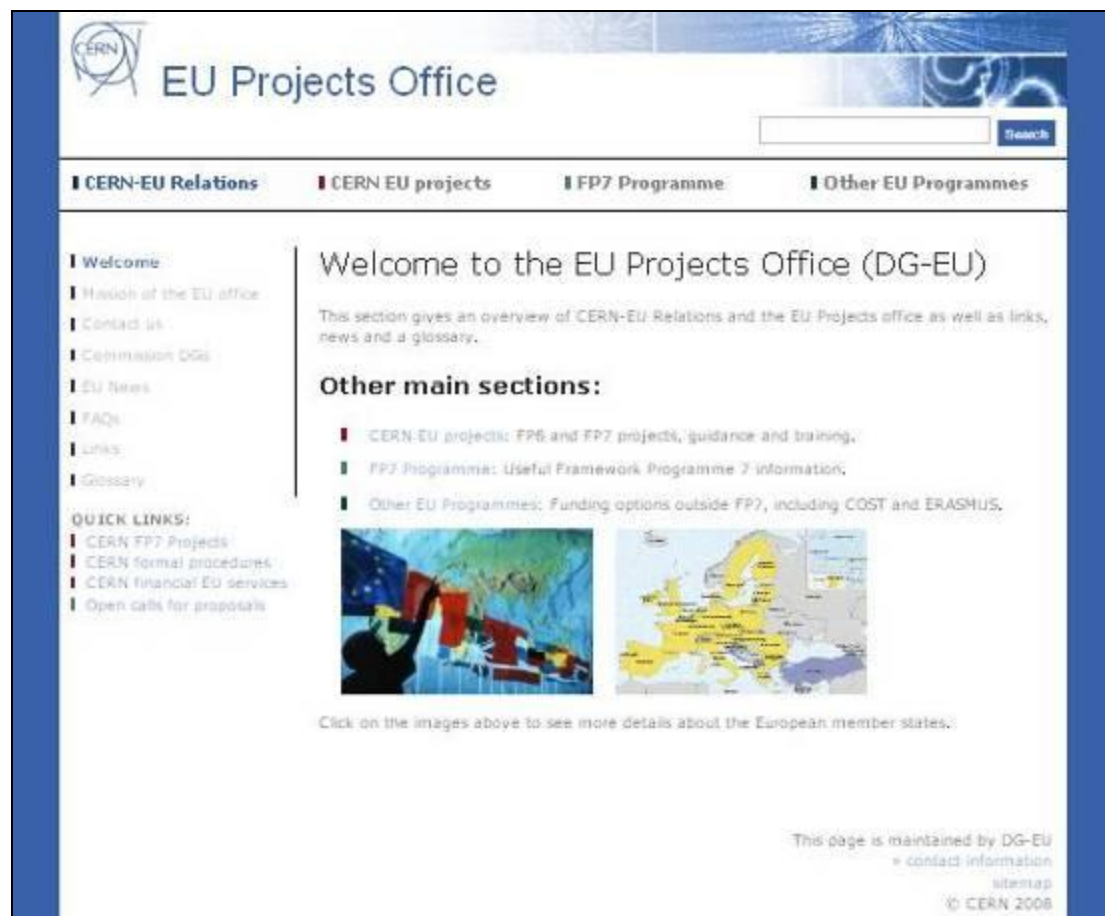 CERN
EU Projects Office
Search
CERN-EU Relations
CERN EU projects
FP7 Programme
Other EU Programmes
Welcome
Mission of the EU office
Contact us
Commission DGs
EU News
FAQs
Links
Glossary
QUICK LINKS:
CERN FP7 Projects
CERN formal procedures
CERN financial EU services
Open calls for proposals
Welcome to the EU Projects Office (DG-EU)
This section gives an overview of CERN-EU Relations and the EU Projects office as well as links,
news and a glossary.
Other main sections:
CERN EU projects: FP6 and FP7 projects, guidance and training.
FP7 Programme: Useful Framework Programme 7 information.
Other EU Programmes: Funding options outside FP7, including COST and ERASMUS.
Click on the images above to see more details about the European member states.
This page is maintained by DG-EU
» contact information
sitemap
© CERN 2008